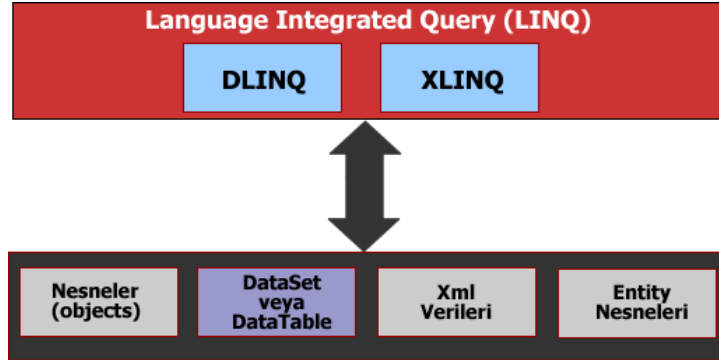 Language Integrated Query (LINQ)
DLINQ
XLINQ
Nesneler
(objects)
DataSet
veya
DataTable
Xml
Verileri
Entity
Nesneleri